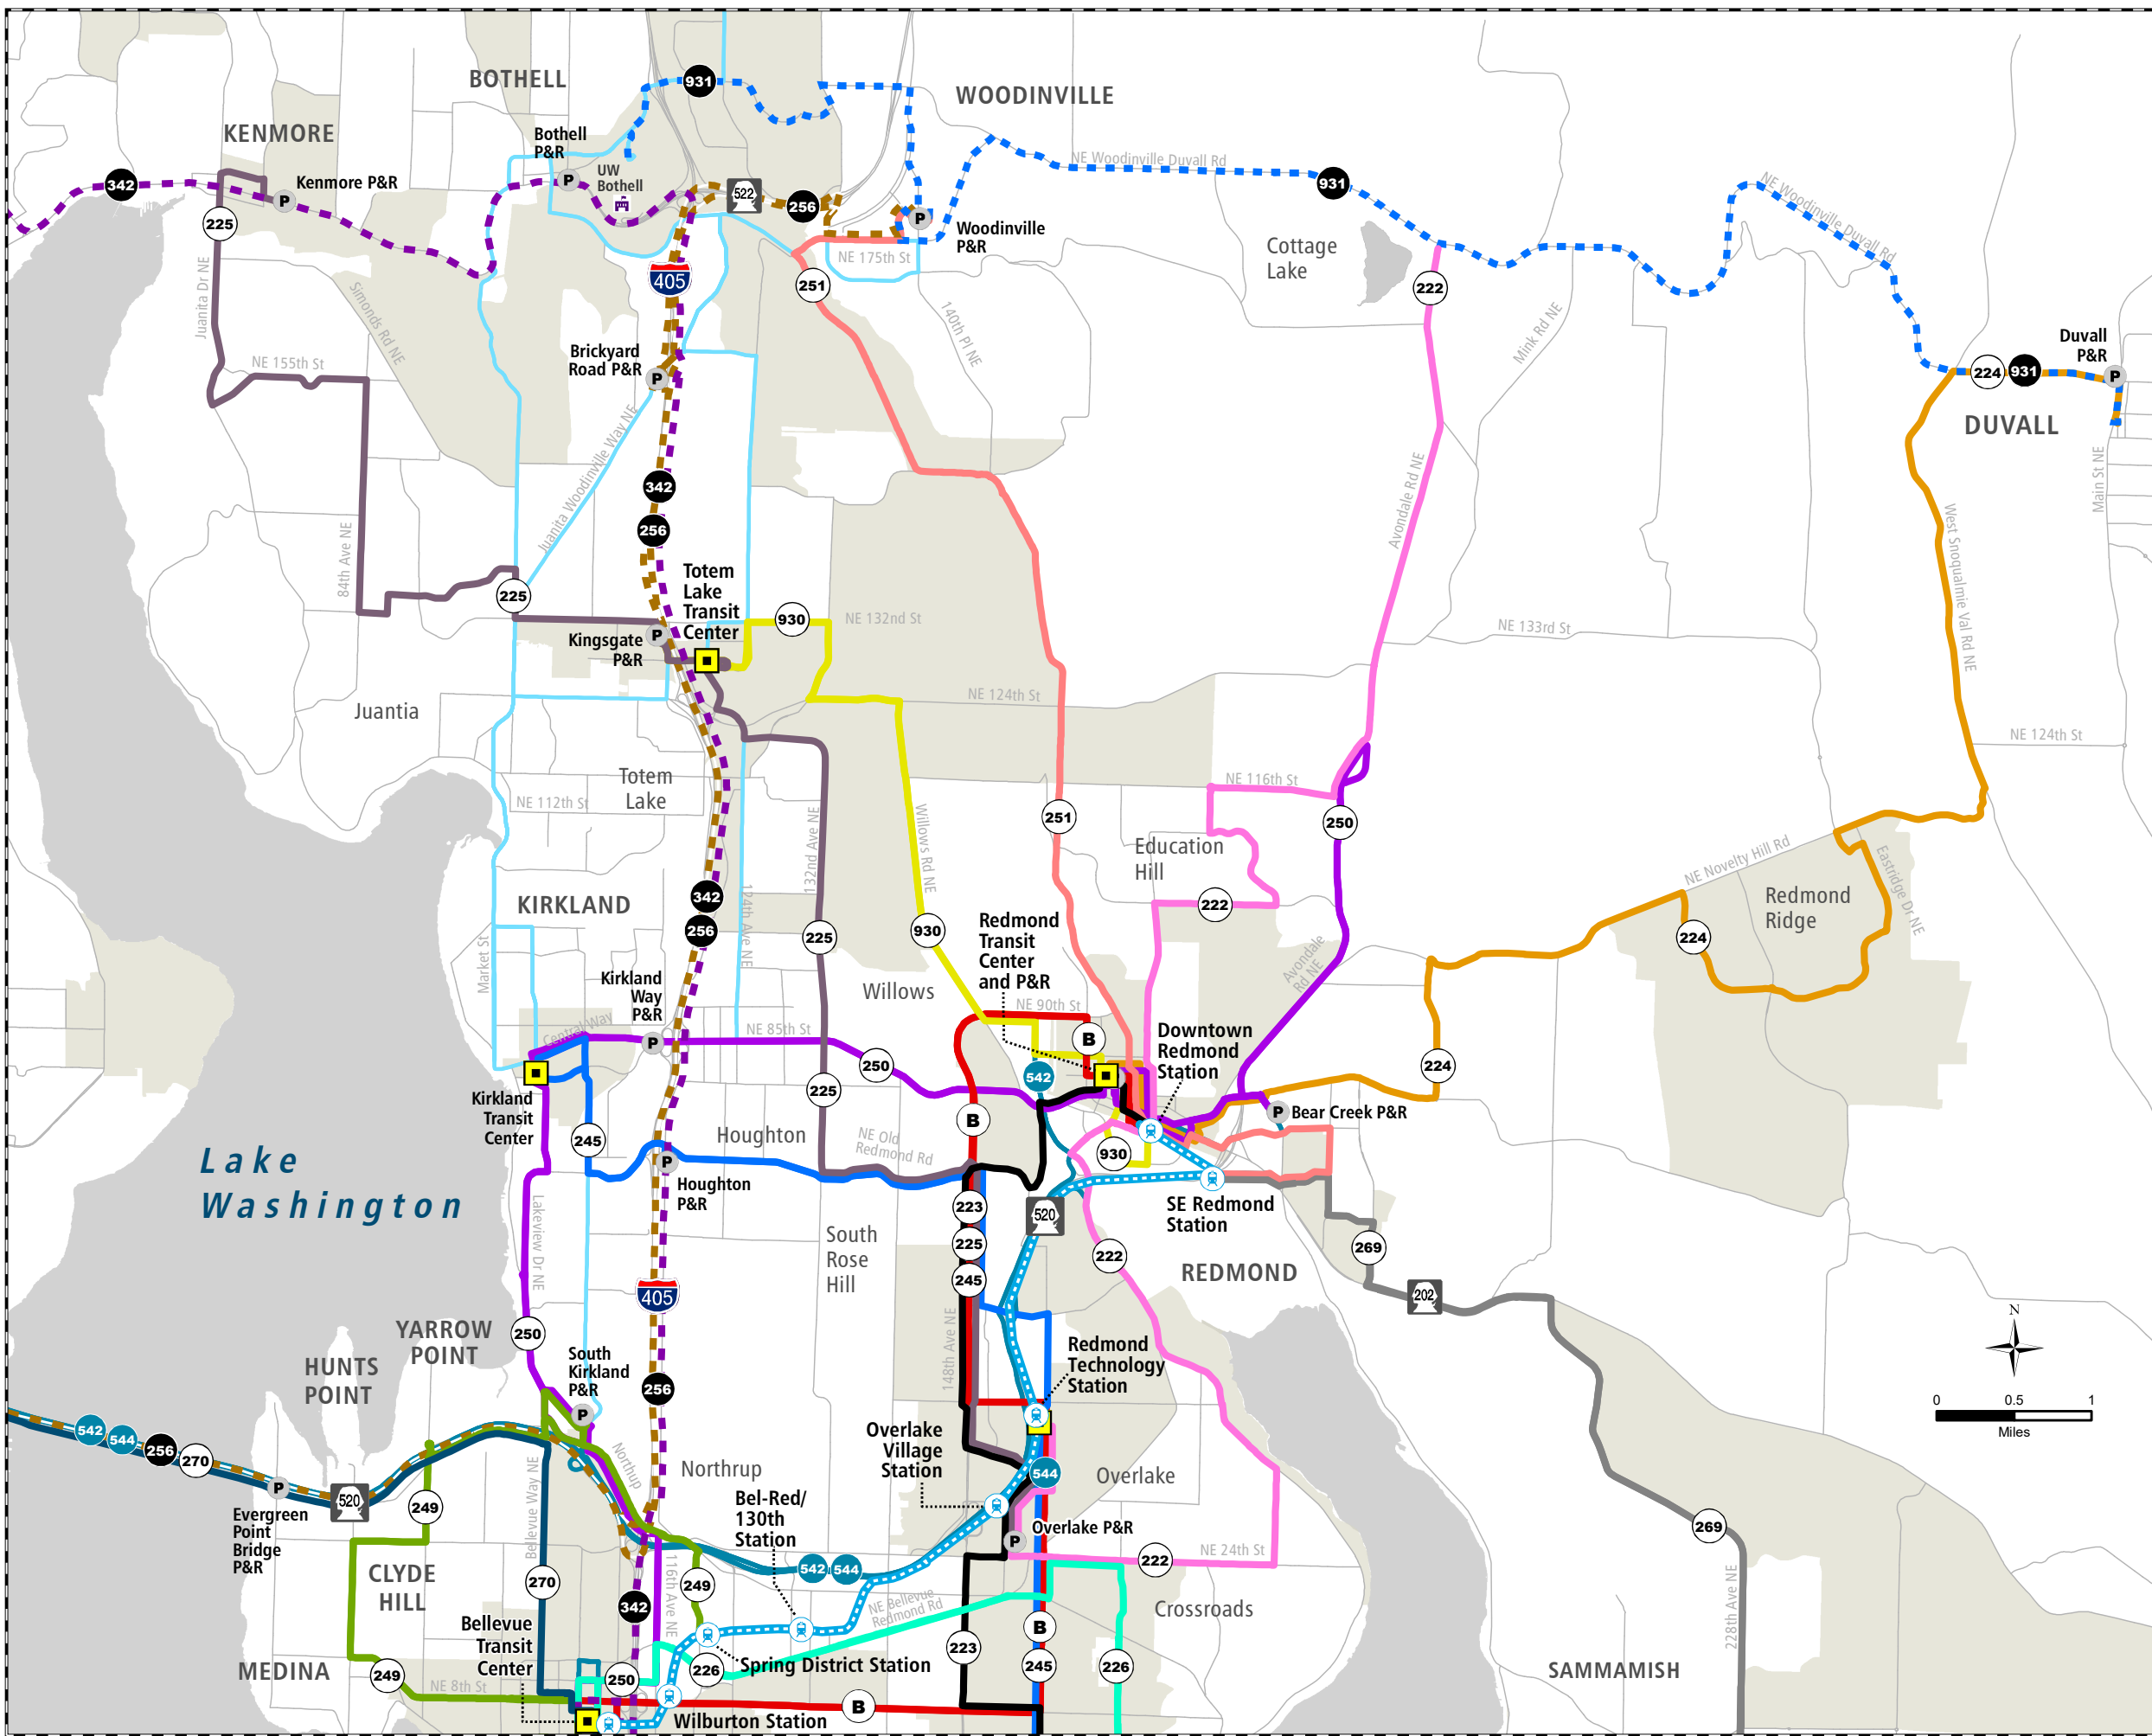 BOTHELL
931
WOODINVILLE
KENMORE
Bothell
P&R
NE Woodinville Duvall Rd
UW
Bothell
342
Kenmore P&R
P
P
522
256
931
NE Woodinville Duvall Rd
225
P
Woodinville
P&R
NE 175th St
Cottage
Lake
405
251
222
Juanita Dr NE
Simonds Rd NE
140th Pl NE
Mink Rd NE
Brickyard
Road P&R
P
NE 155th St
Duvall
P&R
224
931
P
DUVALL
Juanita Woodinville Way NE
342
256
Avondale Rd NE
Main St NE
West Snoqualmie Val Rd NE
84th Ave NE
225
Totem
Lake
Transit
Center
930
NE 132nd St
NE 133rd St
Kingsgate
P&R
P
Juantia
NE 124th St
NE 124th St
Totem
Lake
NE 112th St
NE 116th St
132nd Ave NE
Willows Rd NE
251
250
Education
Hill
NE Novelty Hill Rd
Eastridge Dr NE
Redmond
Ridge
KIRKLAND
342
256
124th Ave NE
222
225
930
Redmond
Transit
Center
and P&R
224
Market St
Avondale
Rd NE
Kirkland
Way
P&R
Willows
NE 90th St
Central Way
P
NE 85th St
250
B
Downtown
Redmond
Station
542
224
225
Kirkland
Transit
Center
B
P
Bear Creek P&R
245
Houghton
NE Old
Redmond Rd
930
Lake
Washington
P
Houghton
P&R
SE Redmond
Station
Lakeview Dr NE
223
520
225
222
269
South
Rose
Hill
245
REDMOND
405
202
N
YARROW
POINT
250
148th Ave NE
HUNTS
POINT
South
Kirkland
P&R
Redmond
Technology
Station
256
0
0.5
1
Miles
P
542
544
256
270
Overlake
Village
Station
Northup
Northrup
544
Overlake
P
520
249
Bellevue Way NE
Bel-Red/
130th
Station
Evergreen
Point
Bridge
P&R
P
Overlake P&R
269
NE 24th St
222
116th Ave NE
542
544
CLYDE
HILL
270
249
342
NE Bellevue
Redmond Rd
Crossroads
Bellevue
Transit
Center
B
223
228th Ave NE
MEDINA
249
NE 8th St
250
226
Spring District Station
245
226
SAMMAMISH
B
Wilburton Station